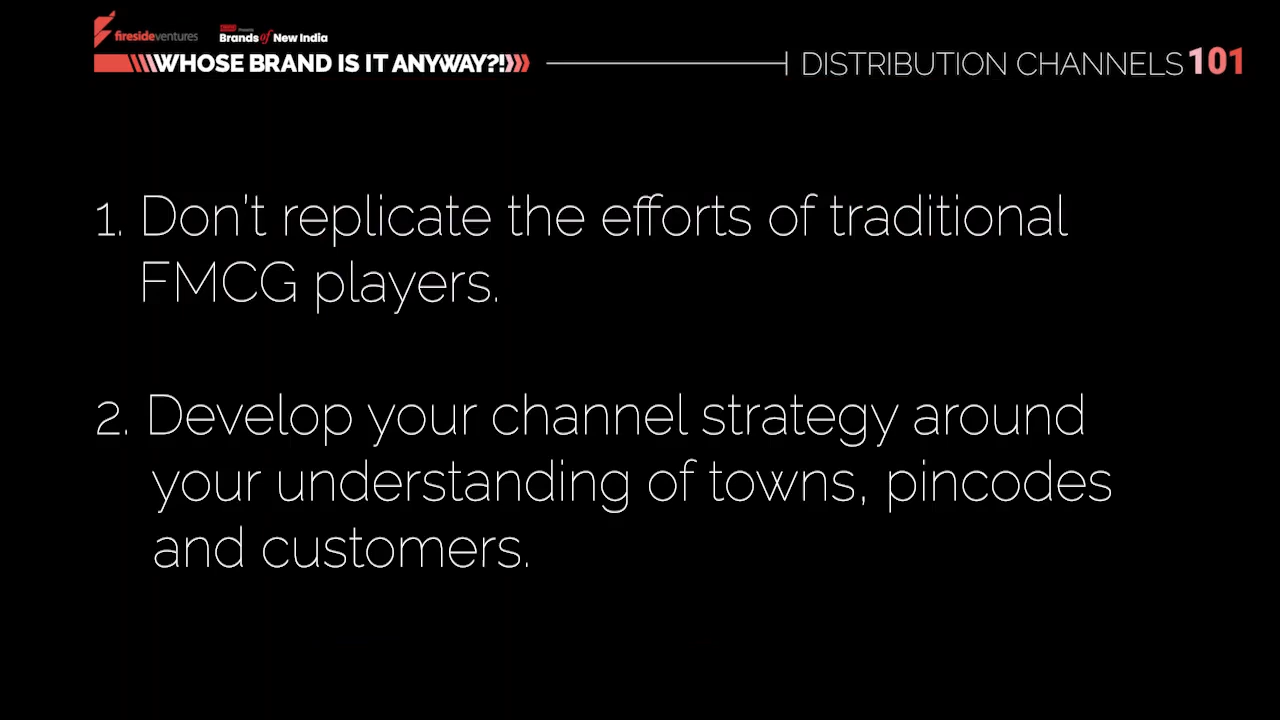 firesideventures
Brands of New India
WHOSE BRAND IS IT ANYWAY?!
DISTRIBUTION CHANNELS 101
1. Don't replicate the efforts of traditional
FMCG players.
2. Develop your channel strategy around
your understanding of towns, pincodes
and customers.